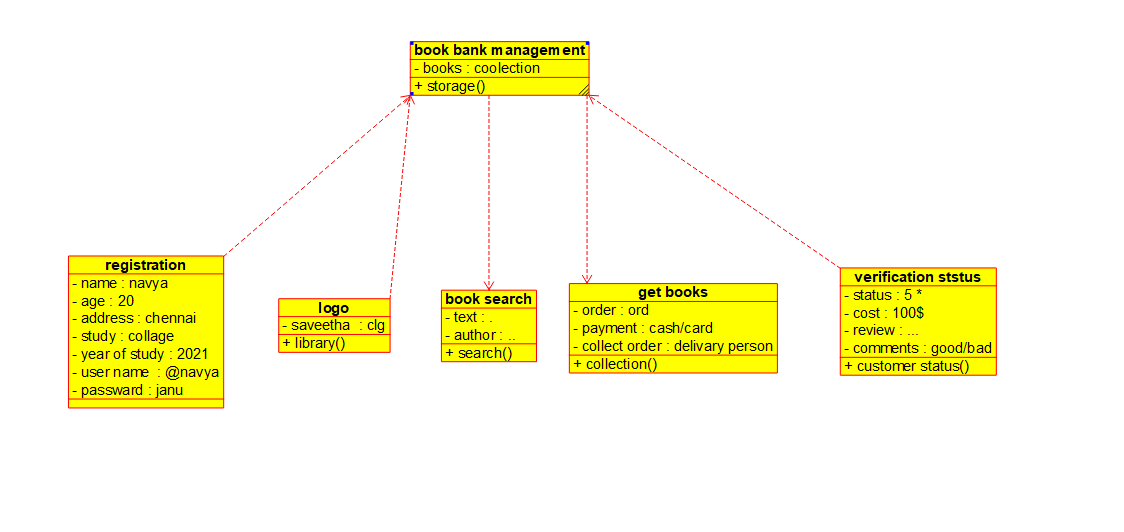 book bank management
- books : coolection
+ storage()
registration
- name : navya
- age : 20
- address : chennai
- study : collage
- year of study : 2021
- user name : @navya
- passward : janu
logo
- saveetha : clg
+ library()
book search
- text : .
- author : ..
+ search()
get books
- order : ord
- payment : cash/card
- collect order : delivary person
+ collection()
verification ststus
- status : 5 *
- cost : 100$
- review : ...
- comments : good/bad
+ customer status()